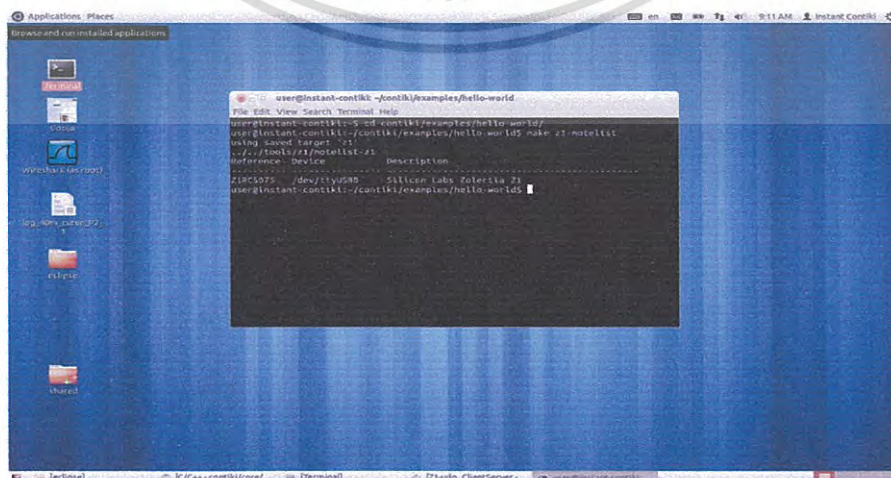 Applications Places en 9:11 AM Instant Contiki
Browse and run installed applications
Terminal
Wireshark (as root)
eclipse
shared
user@instant-contiki: ~/contiki/examples/hello-world
File Edit View Search Terminal Help
user@instant-contiki:~$ cd contiki/examples/hello-world/
user@instant-contiki:~/contiki/examples/hello-world$ make z1-motelist
using saved target 'z1'
../../tools/z1/motelist-z1
Reference Device Description
Z1RC5075 /dev/ttyUSB0 Silicon Labs Zolertia Z1
user@instant-contiki:~/contiki/examples/hello-world$
[eclipse] [Terminal]